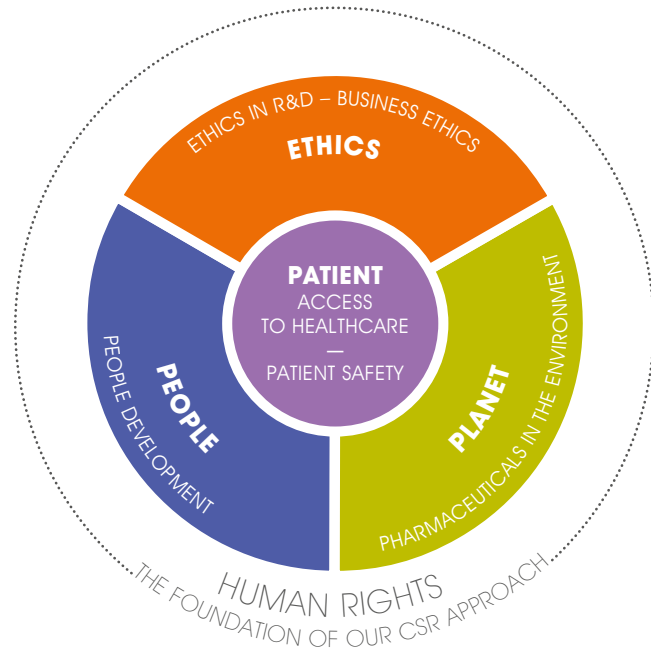 ETHICS IN R&D – BUSINESS ETHICS
ETHICS
PATIENT
ACCESS
TO HEALTHCARE
—
PATIENT SAFETY
PEOPLE
PEOPLE DEVELOPMENT
PLANET
PHARMACEUTICALS IN THE ENVIRONMENT
HUMAN RIGHTS
THE FOUNDATION OF OUR CSR APPROACH